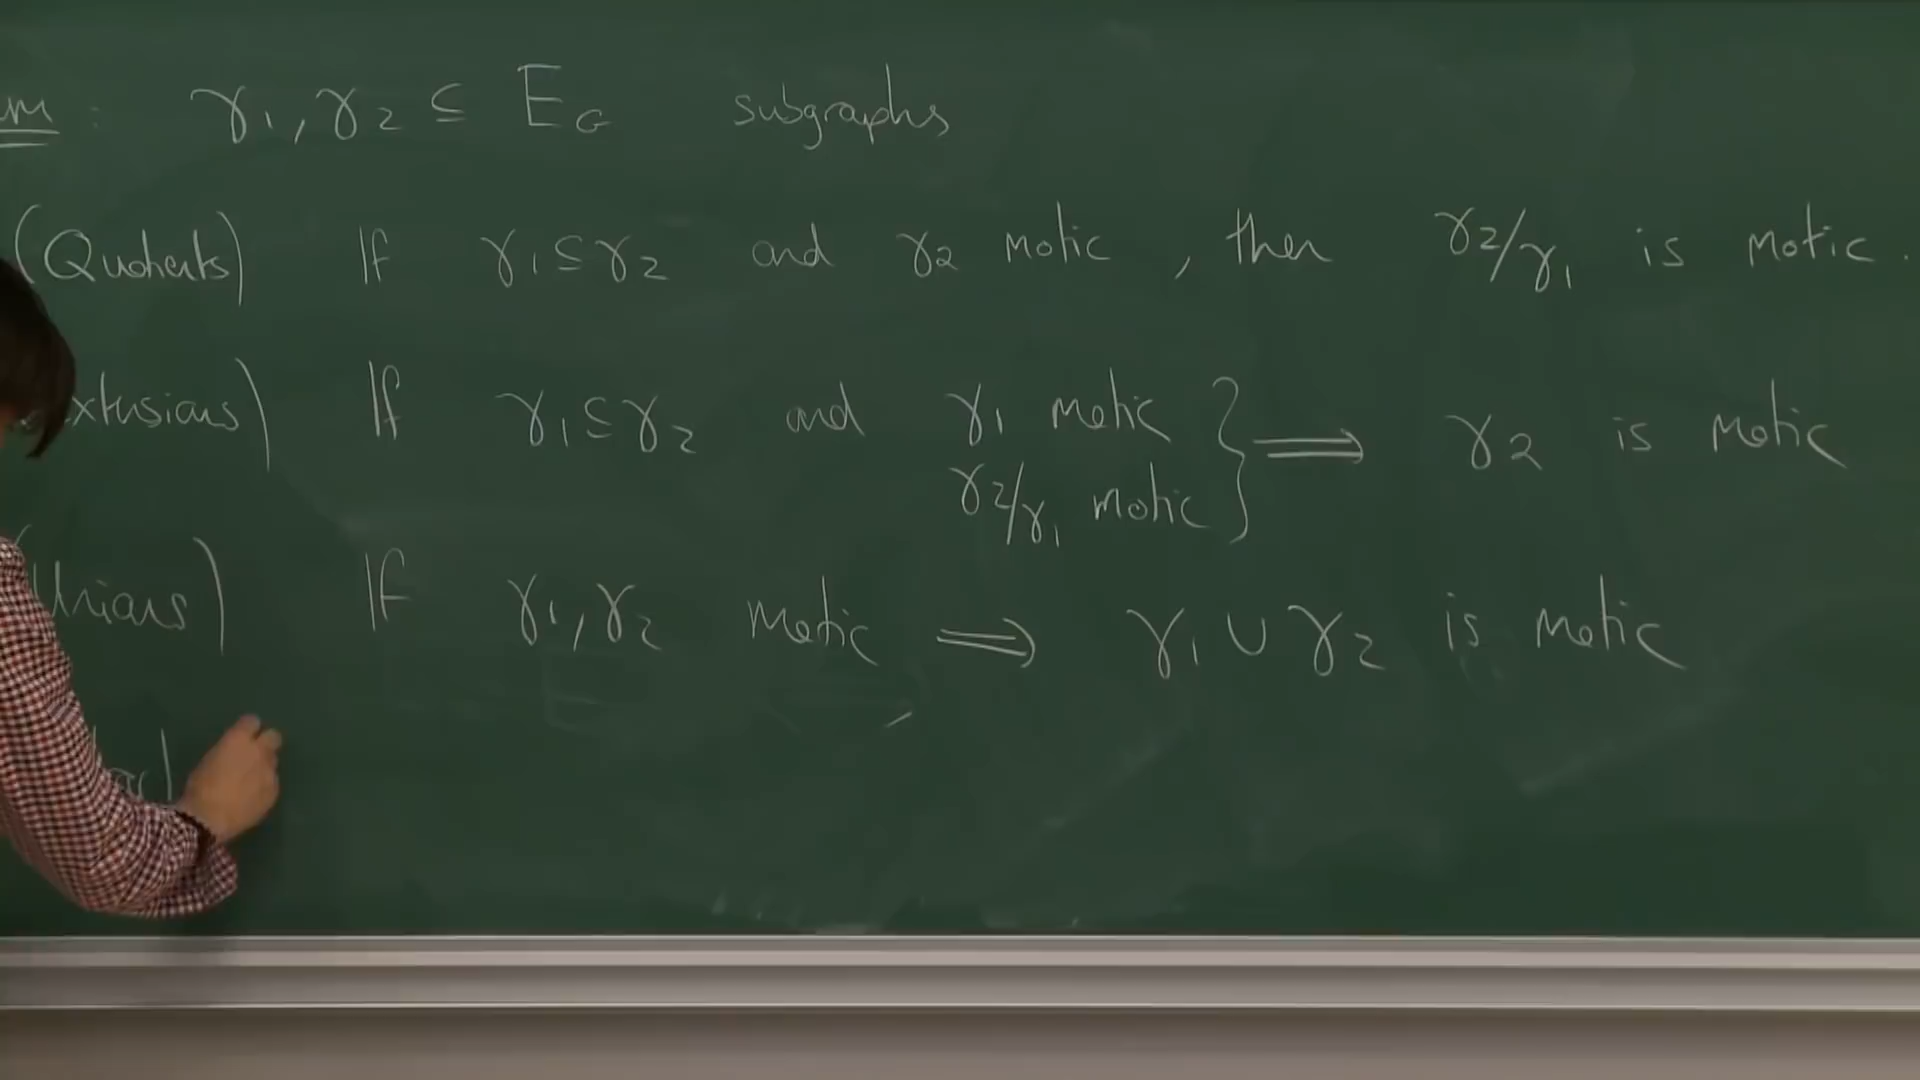 m : γ1, γ2 ⊆ E_G subgraphs
(Quotients) If γ1 ⊆ γ2 and γ2 motic, then γ2/γ1 is motic.
xtensions) If γ1 ⊆ γ2 and γ1 motic
γ2/γ1 motic } ⟹ γ2 is motic
(Unions) If γ1, γ2 motic ⟹ γ1 ∪ γ2 is motic